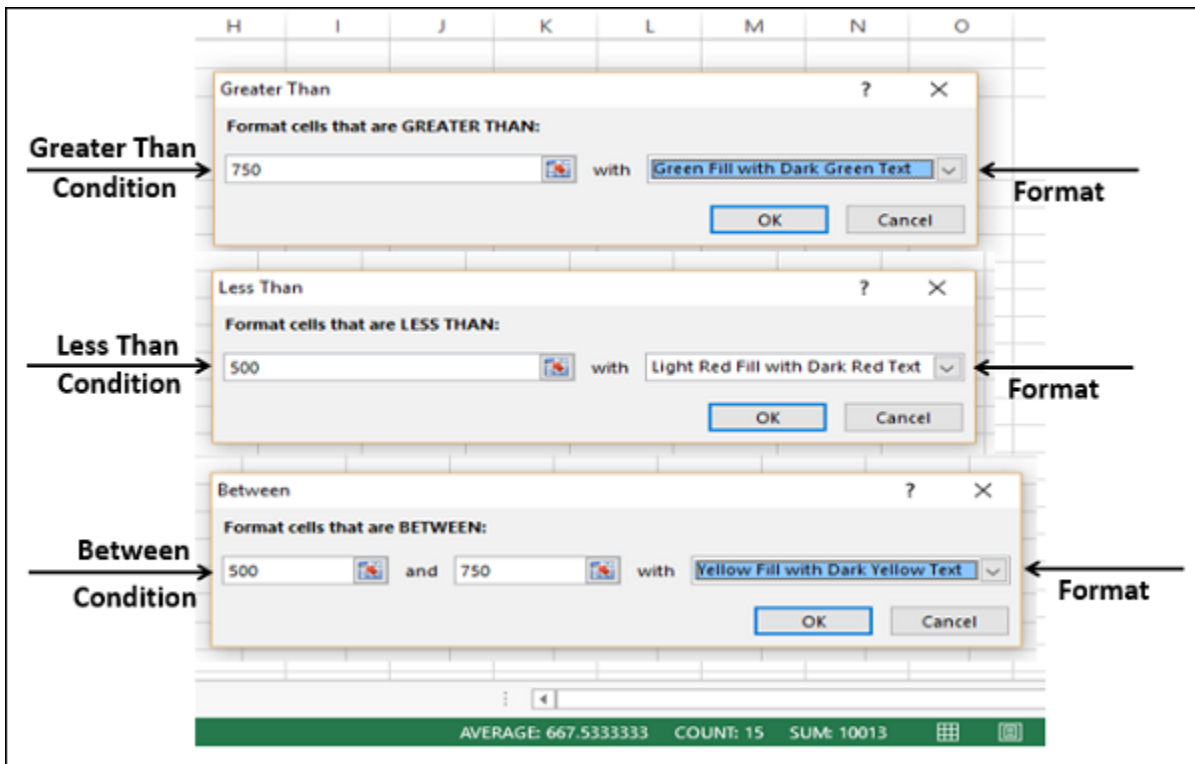 H I J K L M N O
Greater Than ?
Format cells that are GREATER THAN:
Greater Than
Condition
750 with Green Fill with Dark Green Text
Format
OK Cancel
Less Than ?
Format cells that are LESS THAN:
Less Than
Condition
500 with Light Red Fill with Dark Red Text
Format
OK Cancel
Between ?
Format cells that are BETWEEN:
Between
Condition
500 and 750 with Yellow Fill with Dark Yellow Text
Format
OK Cancel
AVERAGE: 667.5333333 COUNT: 15 SUM: 10013